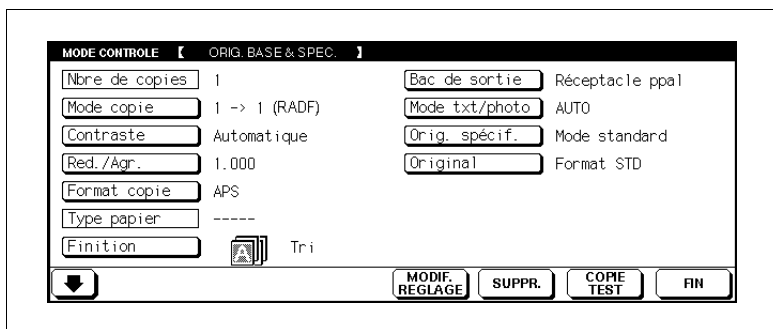 MODE CONTROLE 【 ORIG. BASE & SPEC. 】
Nbre de copies 1
Mode copie 1 -> 1 (RADF)
Contraste Automatique
Red./Agr. 1.000
Format copie APS
Type papier -----
Finition A Tri
Bac de sortie Réceptacle ppal
Mode txt/photo AUTO
Orig. spécif. Mode standard
Original Format STD
MODIF. REGLAGE
SUPPR.
COPIE TEST
FIN